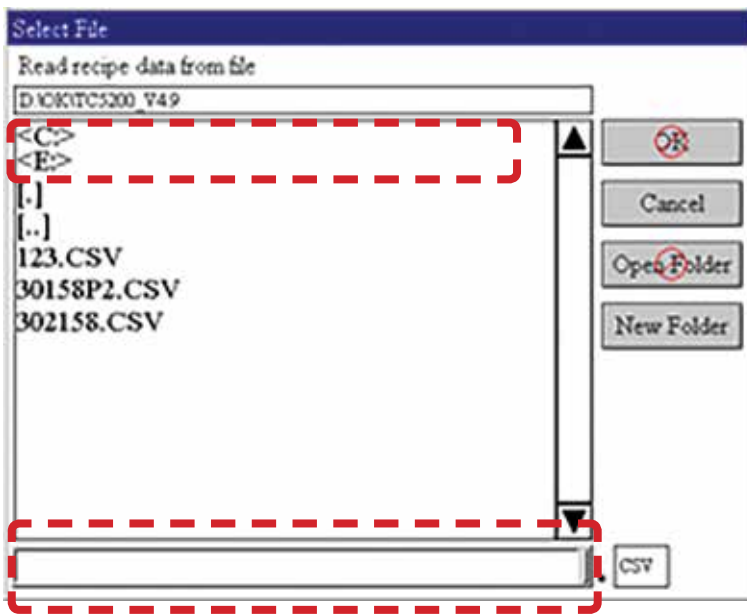 Select File
Read recipe data from file
D:\OK\TC5200_V4.9
<C:>
<E:>
[.]
[..]
123.CSV
30158P2.CSV
302158.CSV
OK
Cancel
Open Folder
New Folder
. CSV